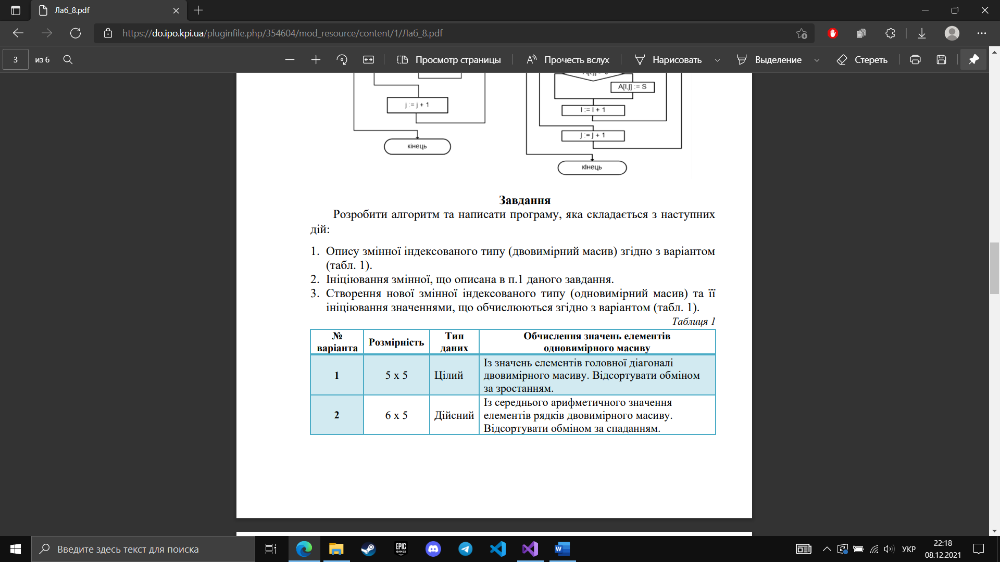 Лаб_8.pdf
https://do.ipo.kpi.ua/pluginfile.php/354604/mod_resource/content/1/Лаб_8.pdf
3 из 6 Просмотр страницы Прочесть вслух Нарисовать Выделение Стереть
A[I,J] := S
j := j + 1
I := I + 1
J := J + 1
кінець
кінець
Завдання
Розробити алгоритм та написати програму, яка складається з наступних
дій:
1. Опису змінної індексованого типу (двовимірний масив) згідно з варіантом
(табл. 1).
2. Ініціювання змінної, що описана в п.1 даного завдання.
3. Створення нової змінної індексованого типу (одновимірний масив) та її
ініціювання значеннями, що обчислюються згідно з варіантом (табл. 1).
Таблиця 1
№
варіанта
Розмірність
Тип
даних
Обчислення значень елементів
одновимірного масиву
1
5 x 5
Цілий
Із значень елементів головної діагоналі
двовимірного масиву. Відсортувати обміном
за зростанням.
2
6 x 5
Дійсний
Із середнього арифметичного значення
елементів рядків двовимірного масиву.
Відсортувати обміном за спаданням.
Введите здесь текст для поиска
EPIC
GAMES
УКР
22:18
08.12.2021